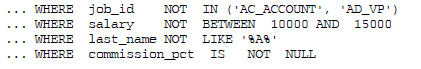 ... WHERE job_id NOT IN ('AC_ACCOUNT', 'AD_VP')
... WHERE salary NOT BETWEEN 10000 AND 15000
... WHERE last_name NOT LIKE '%A%'
... WHERE commission_pct IS NOT NULL